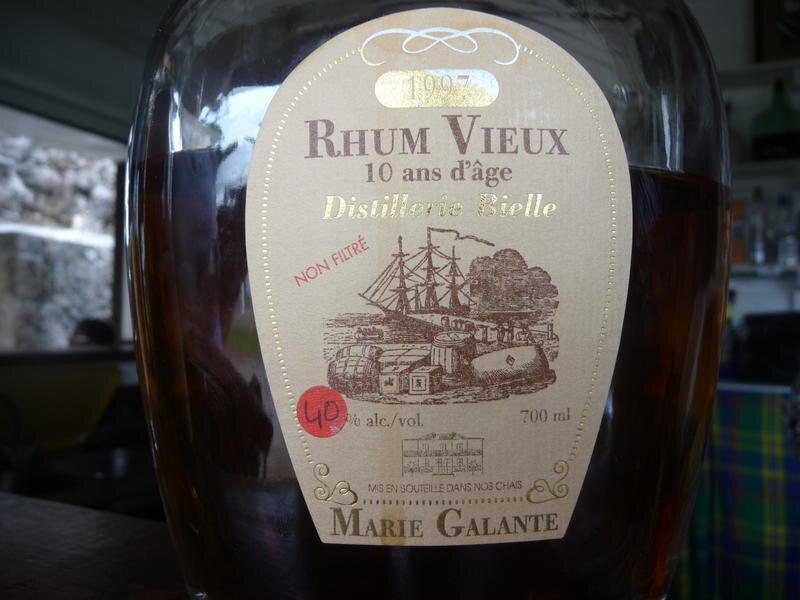 1997
RHUM VIEUX
10 ans d'âge
Distillerie Bielle
NON FILTRÉ
40 % alc./vol. 700 ml
MIS EN BOUTEILLE DANS NOS CHAIS
MARIE GALANTE